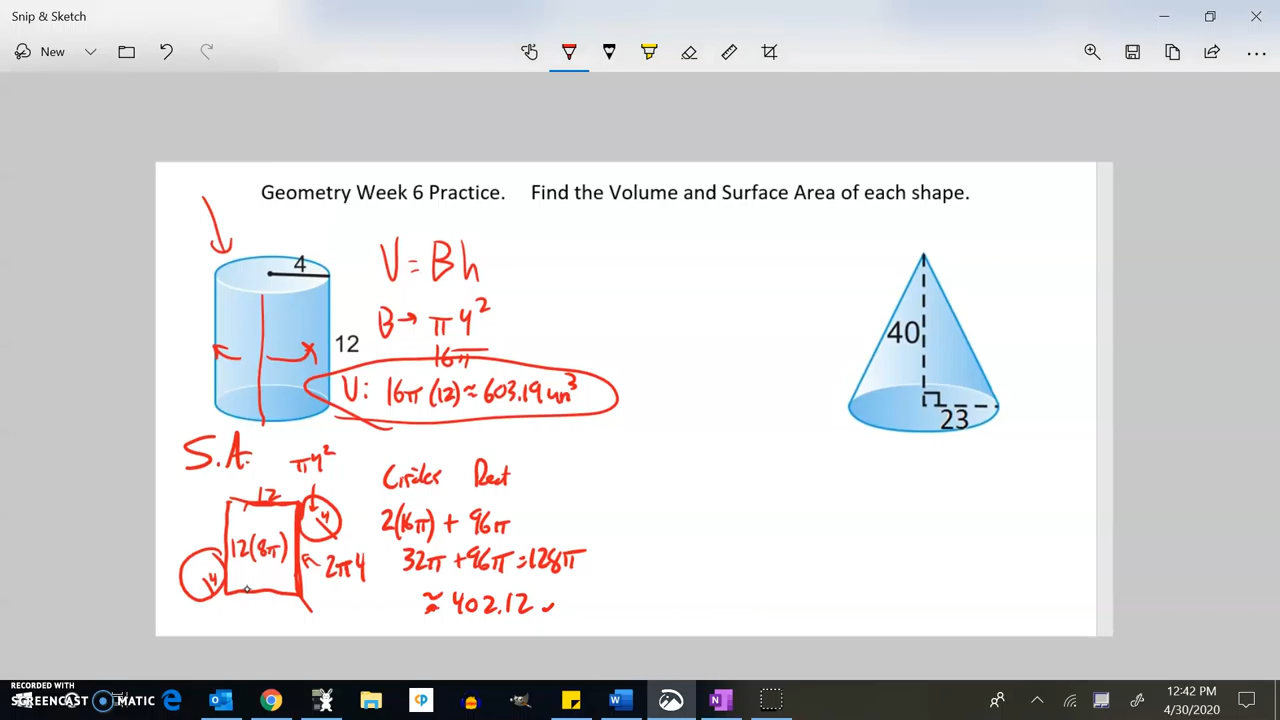 Snip & Sketch
New
Geometry Week 6 Practice. Find the Volume and Surface Area of each shape.
4
12
V = Bh
B → π4²
16π
V: 16π(12) ≈ 603.19 un³
40
23
S.A.
π4²
12
12(8π)
4
4
2π4
Circles Rect
2(16π) + 96π
32π + 96π = 128π
≈ 402.12
RECORDED WITH
SCREENCAST MATIC
12:42 PM
4/30/2020